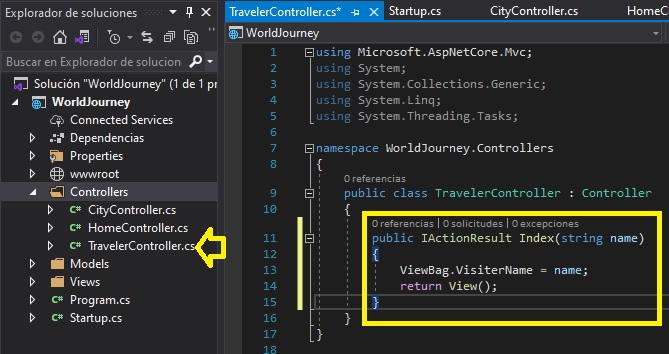 Explorador de soluciones
Buscar en Explorador de solucion
Solución "WorldJourney" (1 de 1 pr
WorldJourney
Connected Services
Dependencias
Properties
wwwroot
Controllers
C# CityController.cs
C# HomeController.cs
C# TravelerController.cs
Models
Views
C# Program.cs
C# Startup.cs
TravelerController.cs*
Startup.cs
CityController.cs
HomeC
WorldJourney
1 using Microsoft.AspNetCore.Mvc;
2 using System;
3 using System.Collections.Generic;
4 using System.Linq;
5 using System.Threading.Tasks;
6
7 namespace WorldJourney.Controllers
8 {
0 referencias
9 public class TravelerController : Controller
10 {
0 referencias | 0 solicitudes | 0 excepciones
11 public IActionResult Index(string name)
12 {
13 ViewBag.VisiterName = name;
14 return View();
15 }
16 }
17 }
18